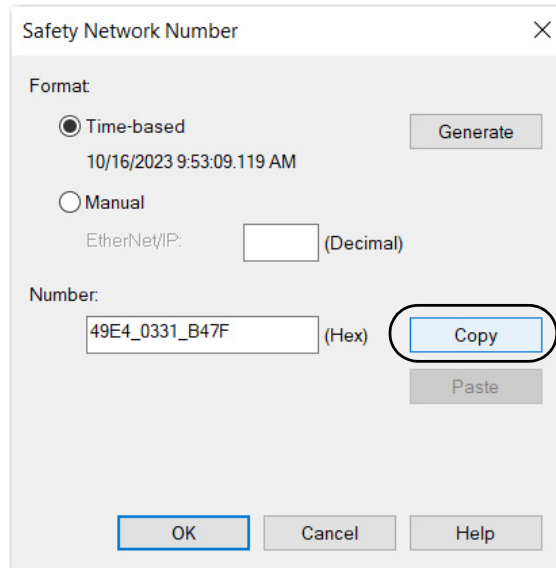 Safety Network Number
Format:
Time-based
Generate
10/16/2023 9:53:09.119 AM
Manual
EtherNet/IP:
(Decimal)
Number:
49E4_0331_B47F
(Hex)
Copy
Paste
OK
Cancel
Help